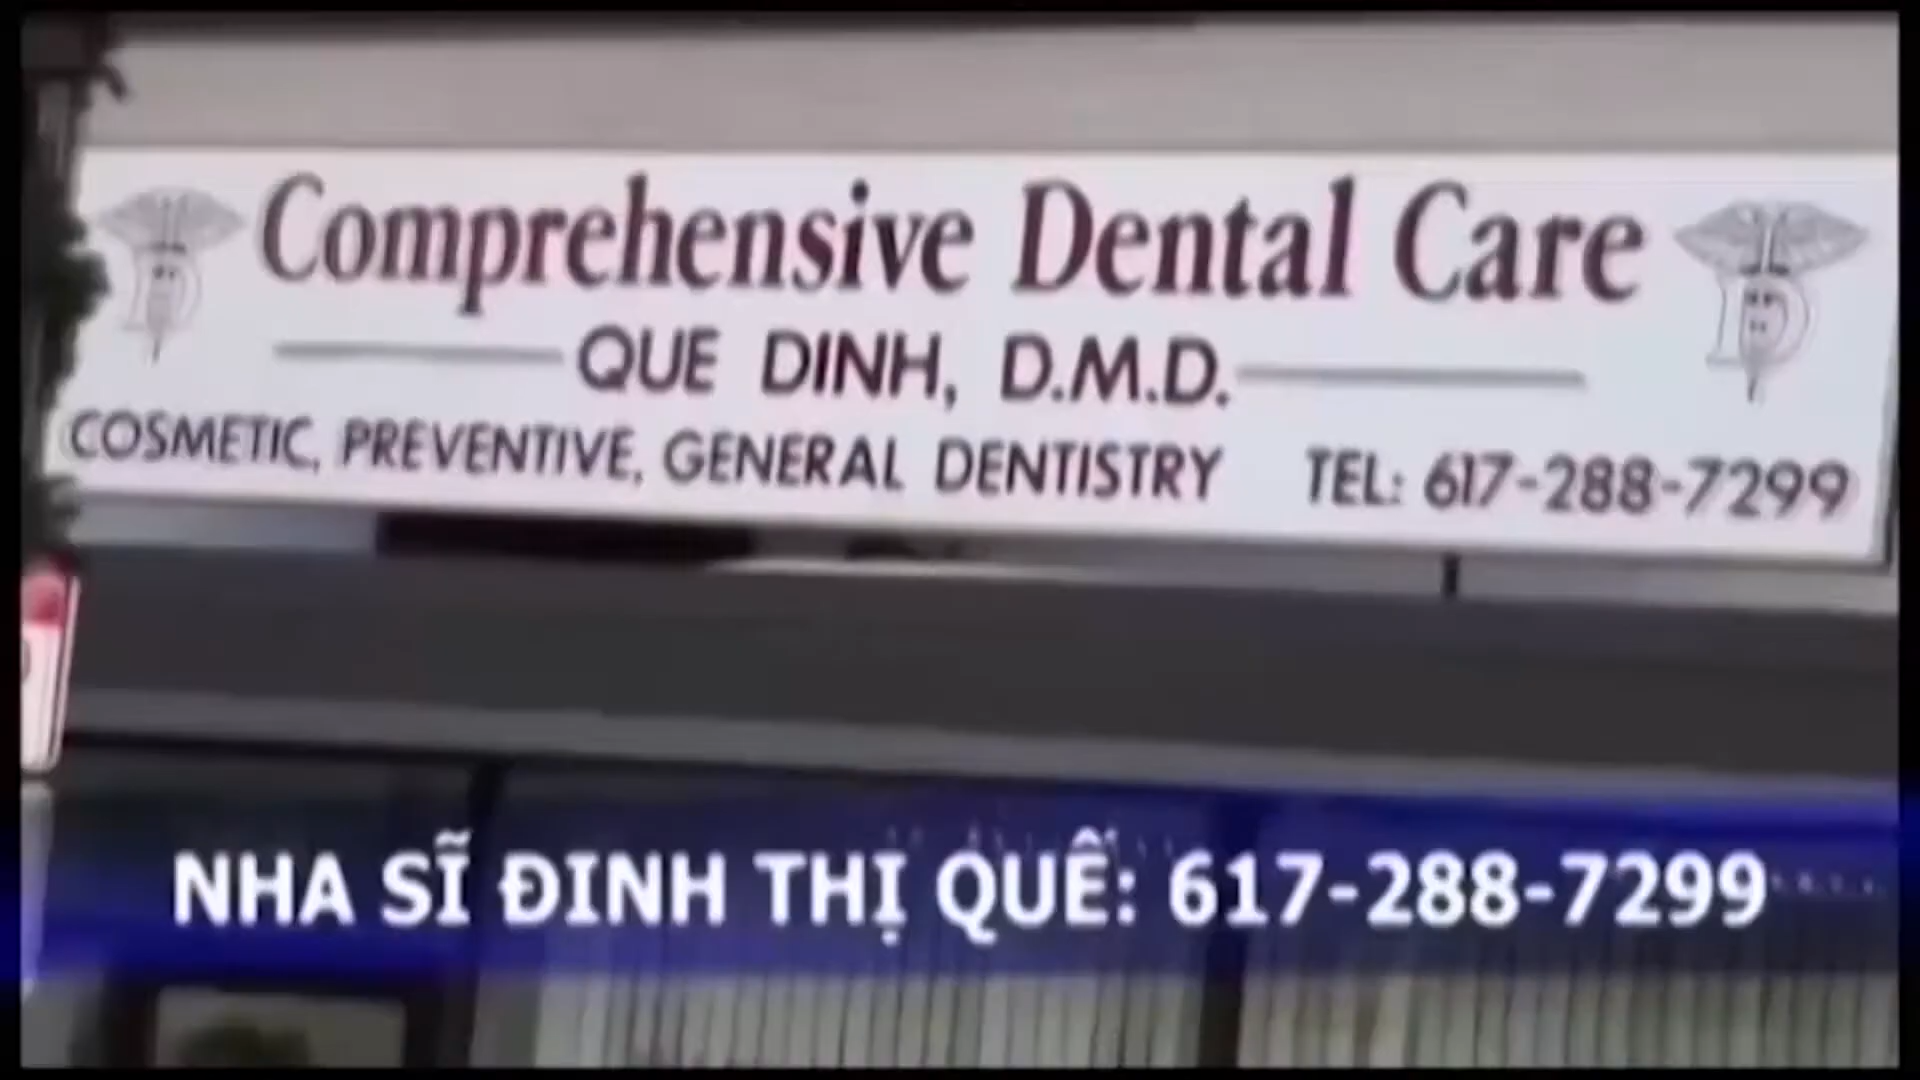 Comprehensive Dental Care
QUE DINH, D.M.D.
COSMETIC, PREVENTIVE, GENERAL DENTISTRY TEL: 617-288-7299
NHA SĨ ĐINH THỊ QUẾ: 617-288-7299